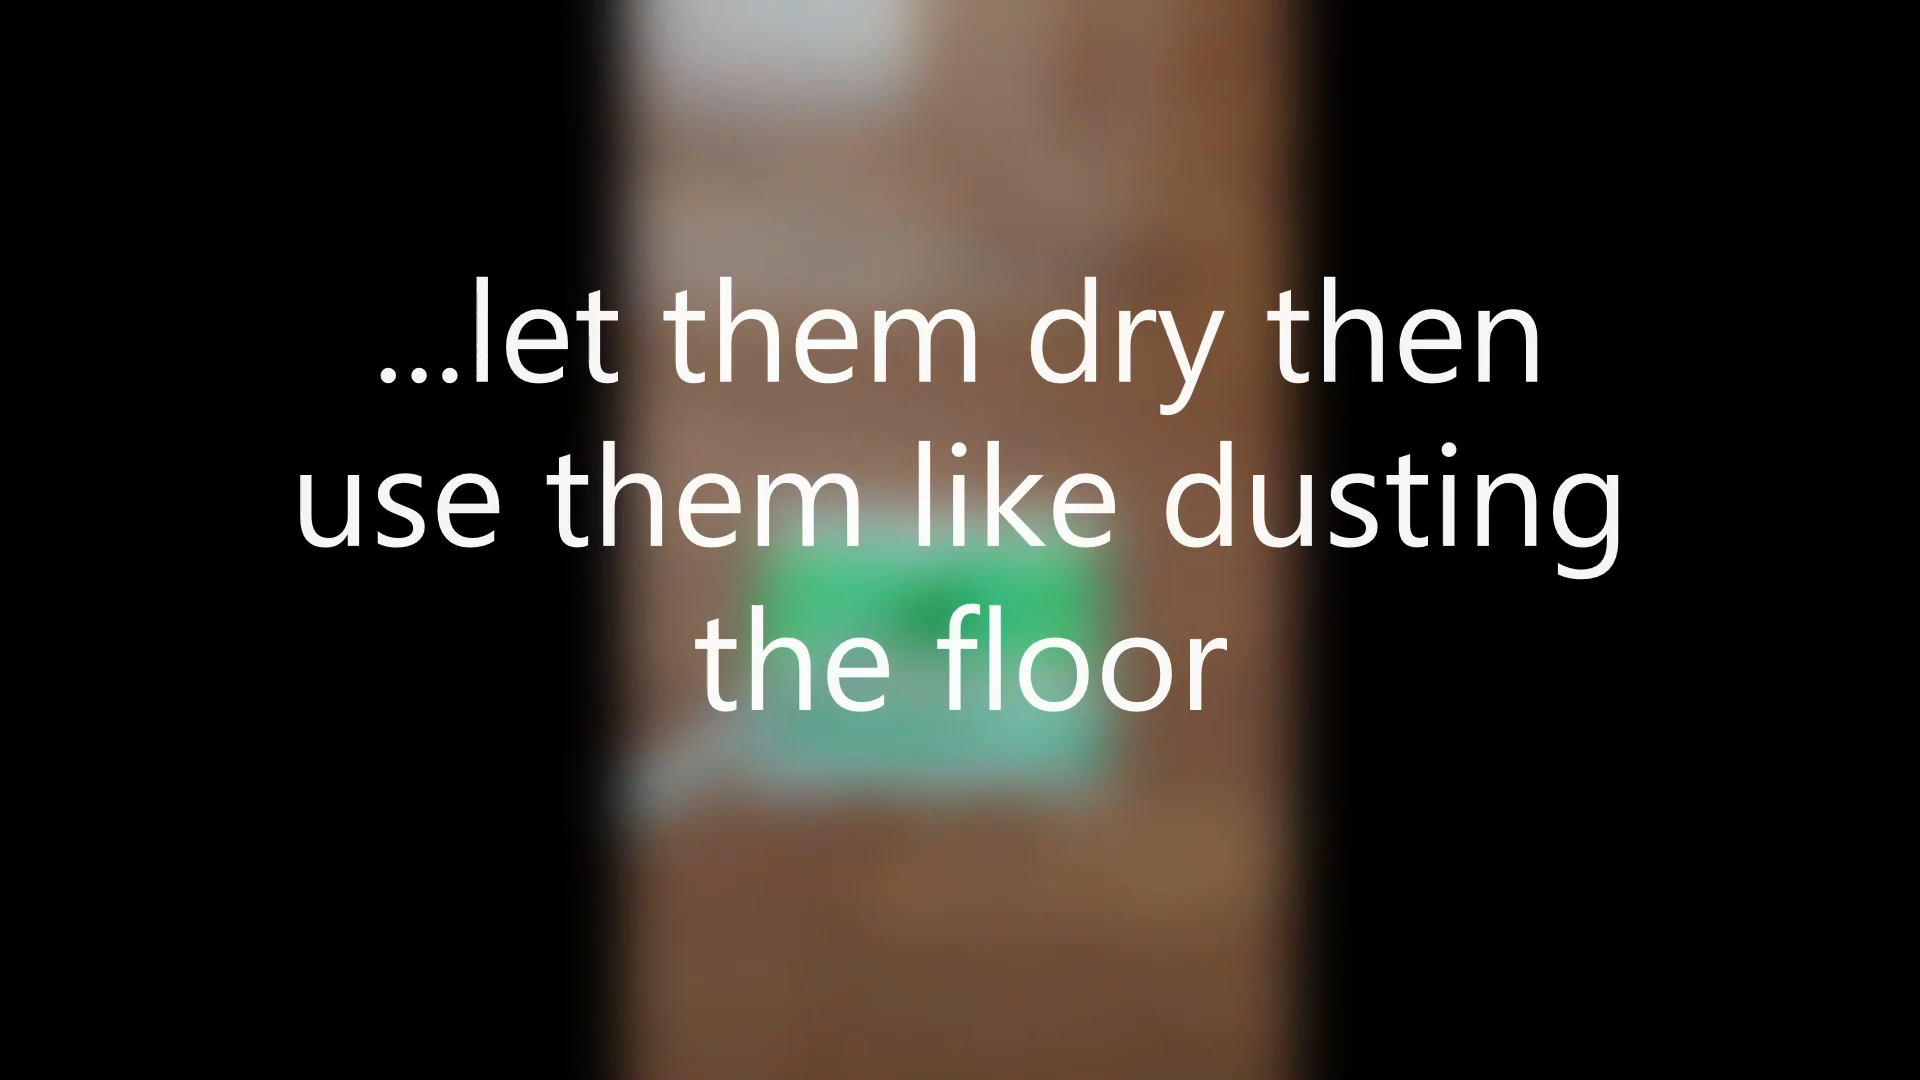 ...let them dry then
use them like dusting
the floor